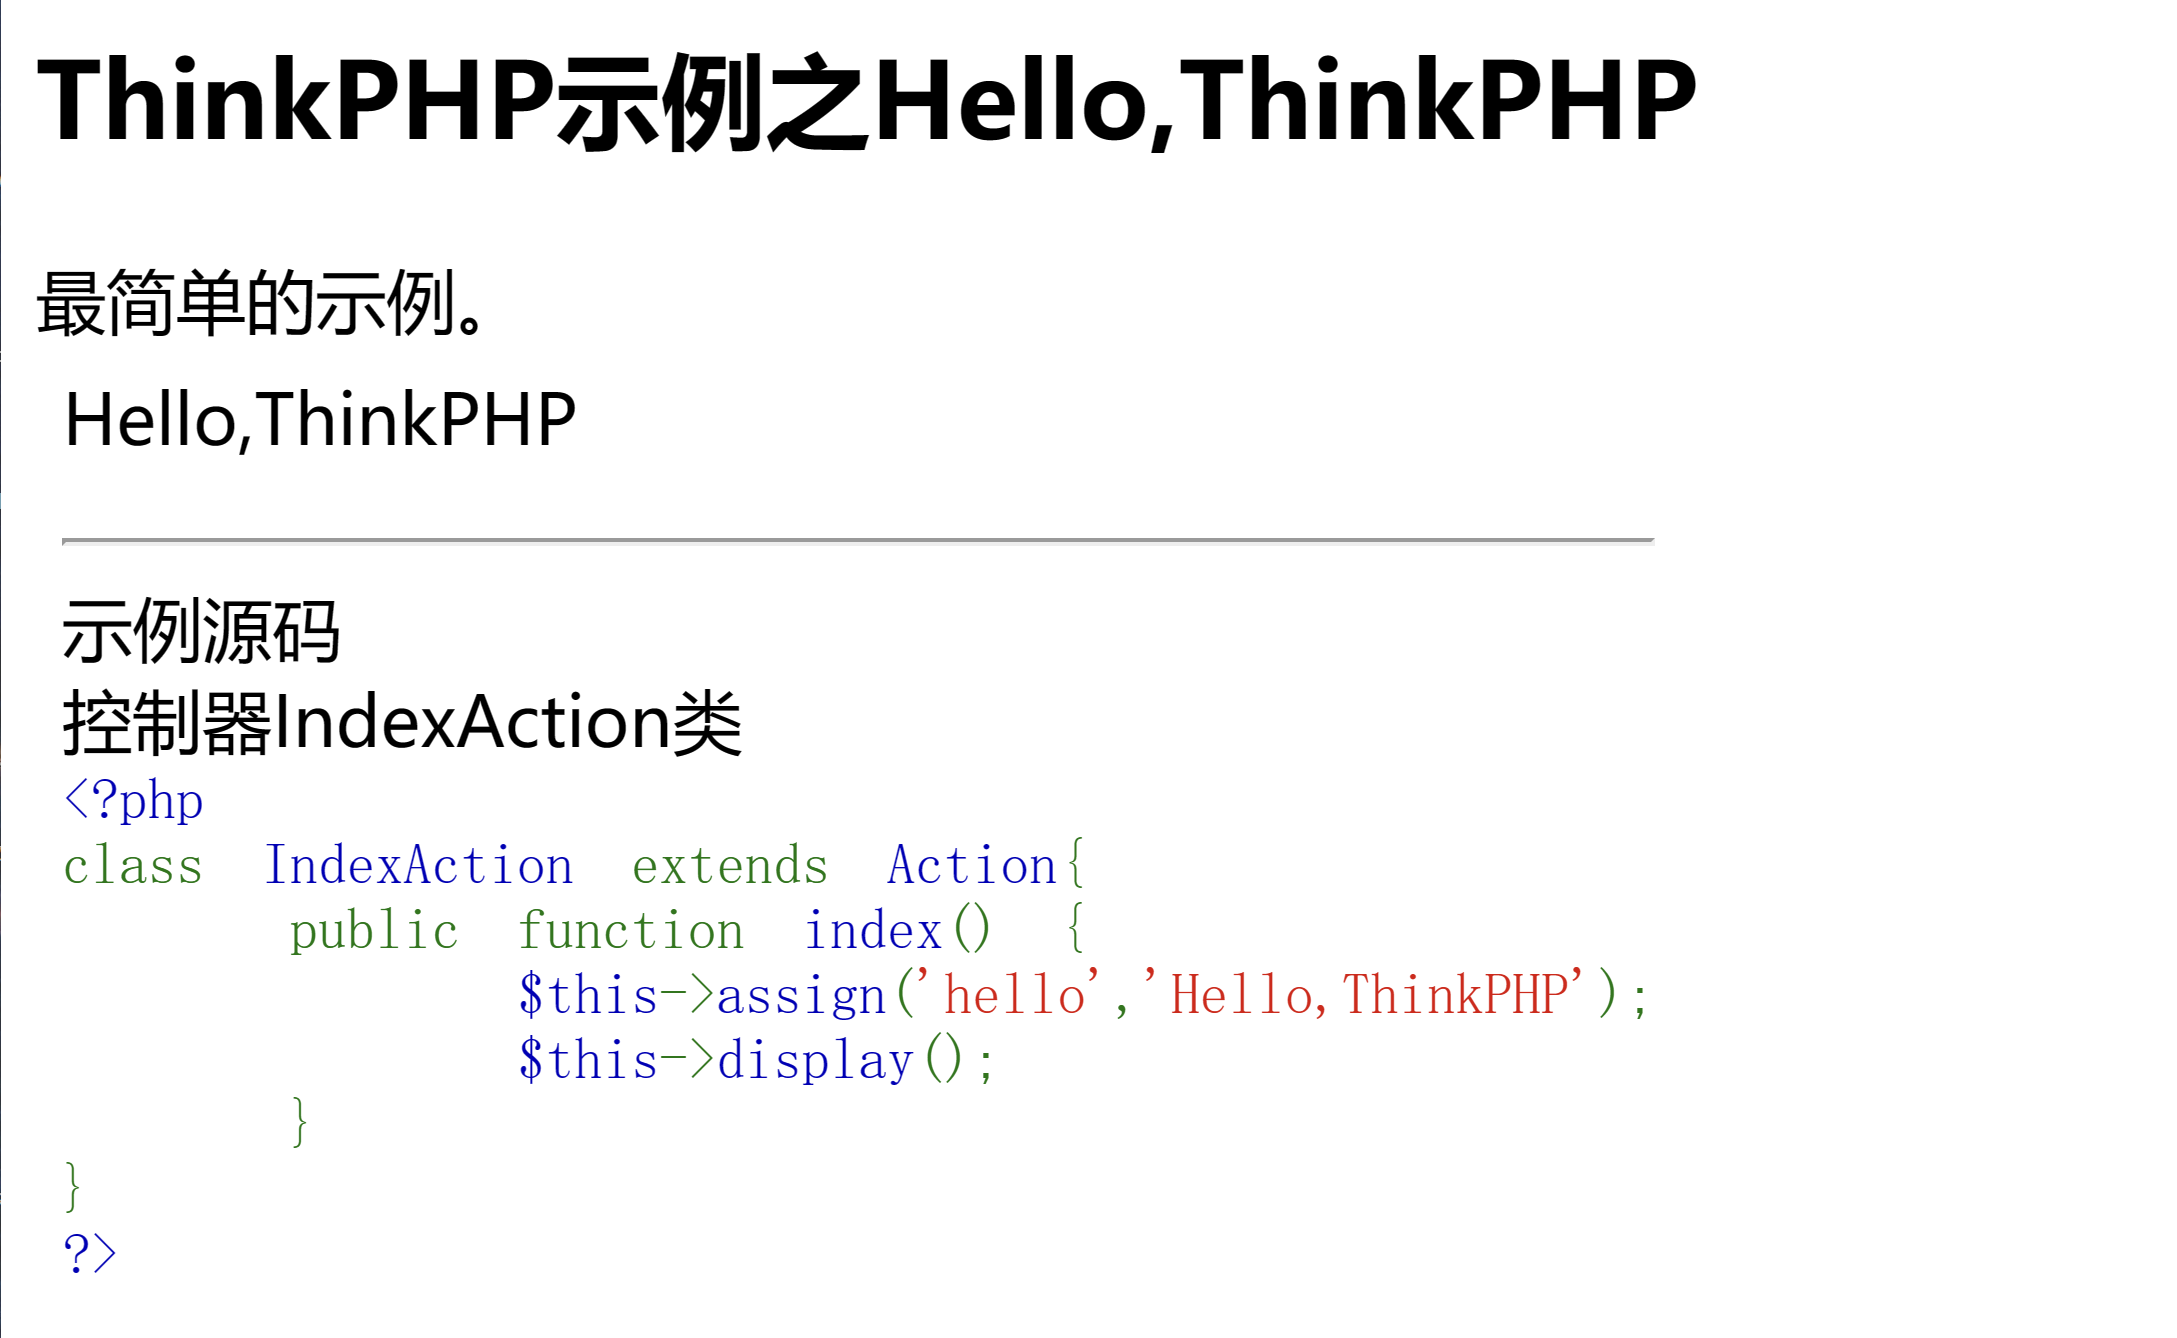 ThinkPHP示例之Hello,ThinkPHP
最简单的示例。
Hello,ThinkPHP
示例源码
控制器IndexAction类
<?php
class  IndexAction  extends  Action{
        public  function  index()  {
                $this->assign('hello','Hello,ThinkPHP');
                $this->display();
        }
}
?>